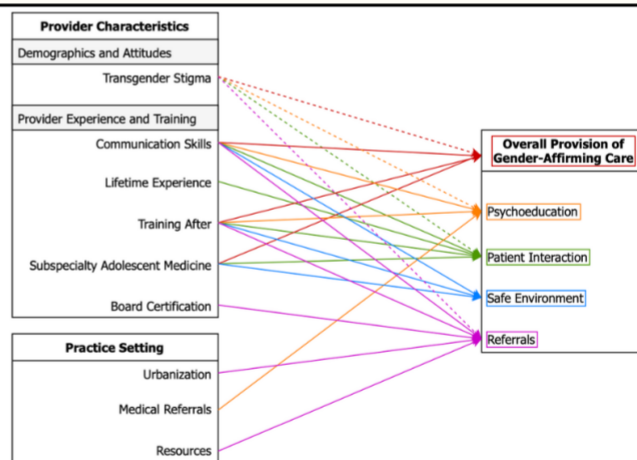 Provider Characteristics
Demographics and Attitudes
Transgender Stigma
Provider Experience and Training
Communication Skills
Lifetime Experience
Training After
Subspecialty Adolescent Medicine
Board Certification
Practice Setting
Urbanization
Medical Referrals
Resources
Overall Provision of
Gender-Affirming Care
Psychoeducation
Patient Interaction
Safe Environment
Referrals